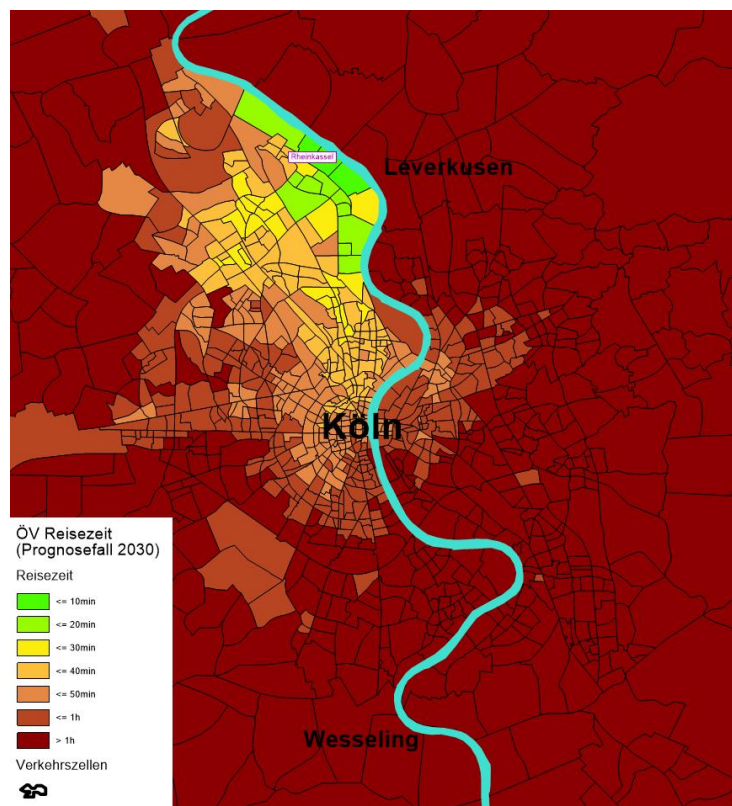 Rheinkassel
Leverkusen
Köln
Wesseling
ÖV Reisezeit
(Prognosefall 2030)
Reisezeit
<= 10min
<= 20min
<= 30min
<= 40min
<= 50min
<= 1h
> 1h
Verkehrszellen